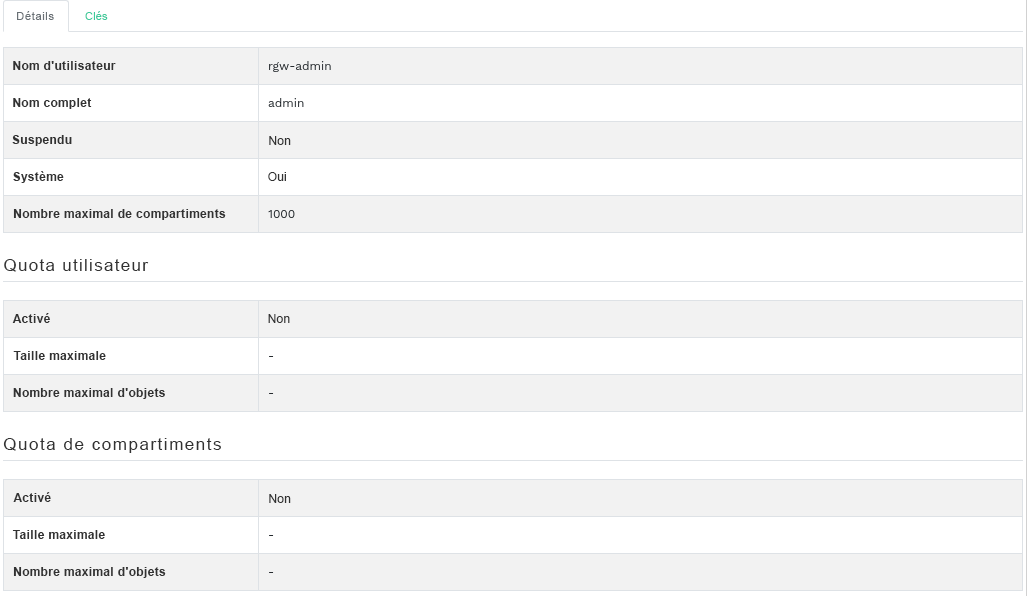 Détails Clés
Nom d'utilisateur rgw-admin
Nom complet admin
Suspendu Non
Système Oui
Nombre maximal de compartiments 1000
Quota utilisateur
Activé Non
Taille maximale -
Nombre maximal d'objets -
Quota de compartiments
Activé Non
Taille maximale -
Nombre maximal d'objets -